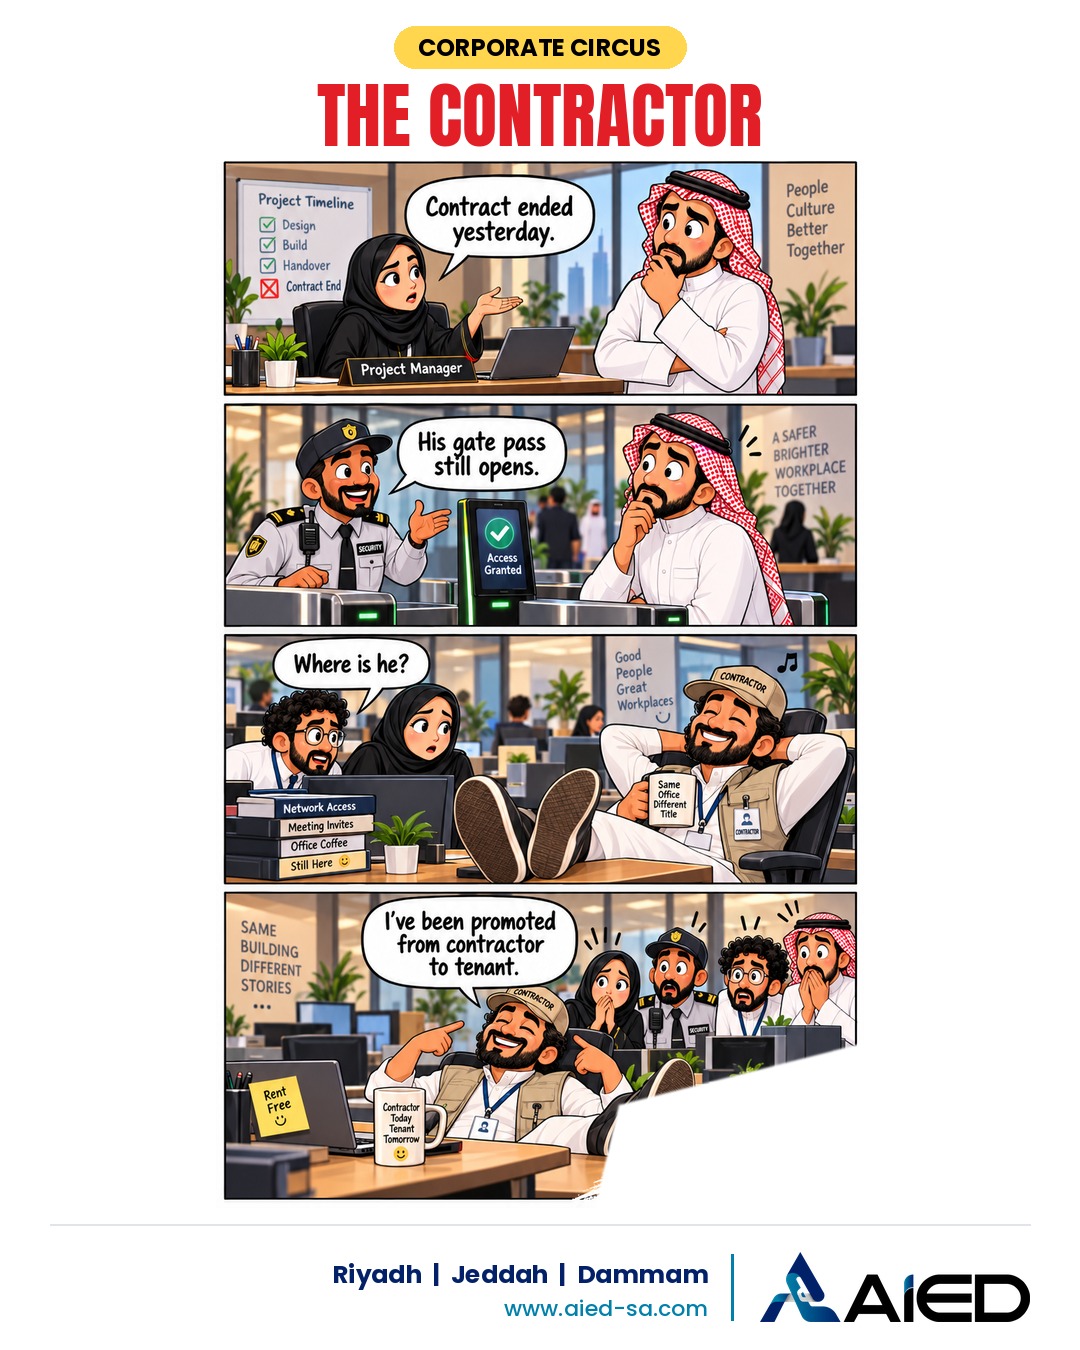 CORPORATE CIRCUS
THE CONTRACTOR
Project Timeline
Design
Build
Handover
Contract End
Contract ended
yesterday.
People
Culture
Better
Together
Project Manager
His gate pass
still opens.
A SAFER
BRIGHTER
WORKPLACE
TOGETHER
SECURITY
Access
Granted
Where is he?
Good
People
Great
Workplaces
CONTRACTOR
Same
Office
Different
Title
CONTRACTOR
Network Access
Meeting Invites
Office Coffee
Still Here
SAME
BUILDING
DIFFERENT
STORIES
I've been promoted
from contractor
to tenant.
CONTRACTOR
SECURITY
Rent
Free
Contractor
Today
Tenant
Tomorrow
Riyadh | Jeddah | Dammam
www.aied-sa.com
AiED